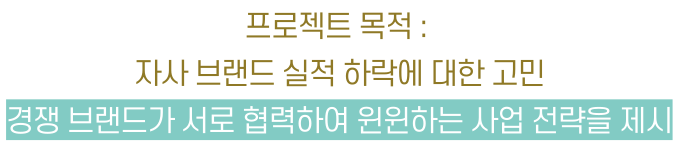 프로젝트 목적 :
자사 브랜드 실적 하락에 대한 고민
경쟁 브랜드가 서로 협력하여 윈윈하는 사업 전략을 제시